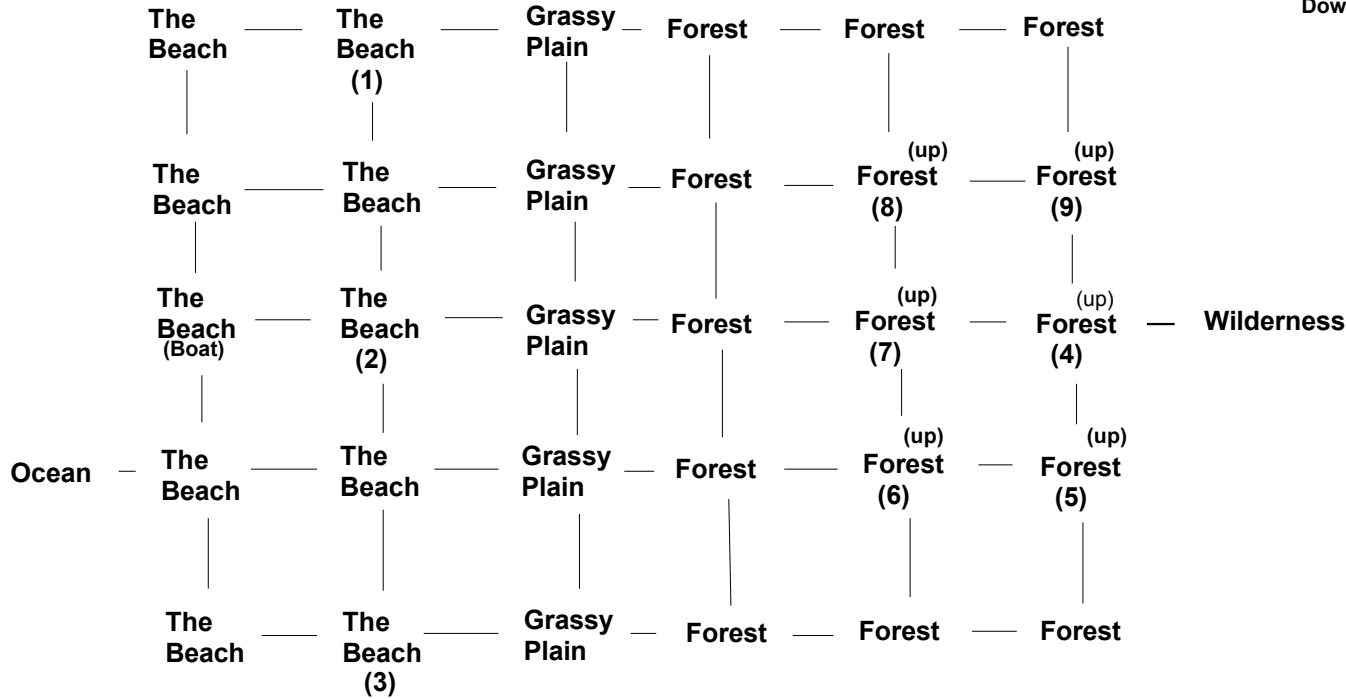 Dow
The The Grassy Forest Forest Forest
Beach Beach Plain
(1)
(up) (up)
The The Grassy Forest Forest Forest
Beach Beach Plain (8) (9)
(up) (up)
The The Grassy Forest Forest Forest Wilderness
Beach Beach Plain (7) (4)
(Boat) (2)
(up) (up)
Ocean The The Grassy Forest Forest Forest
Beach Beach Plain (6) (5)
The The Grassy Forest Forest Forest
Beach Beach Plain
(3)